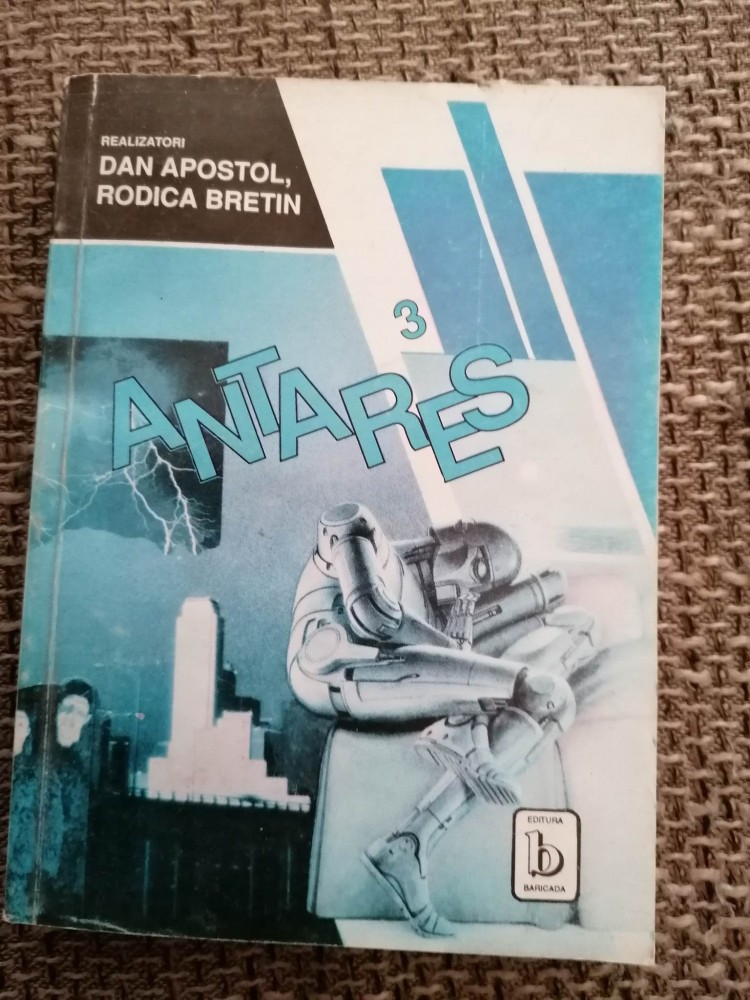 REALIZATORI
DAN APOSTOL,
RODICA BRETIN
3
ANTARES
EDITURA
b
BARICADA